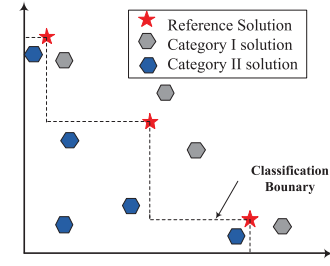 Reference Solution
Category I solution
Category II solution
Classification
Bounary